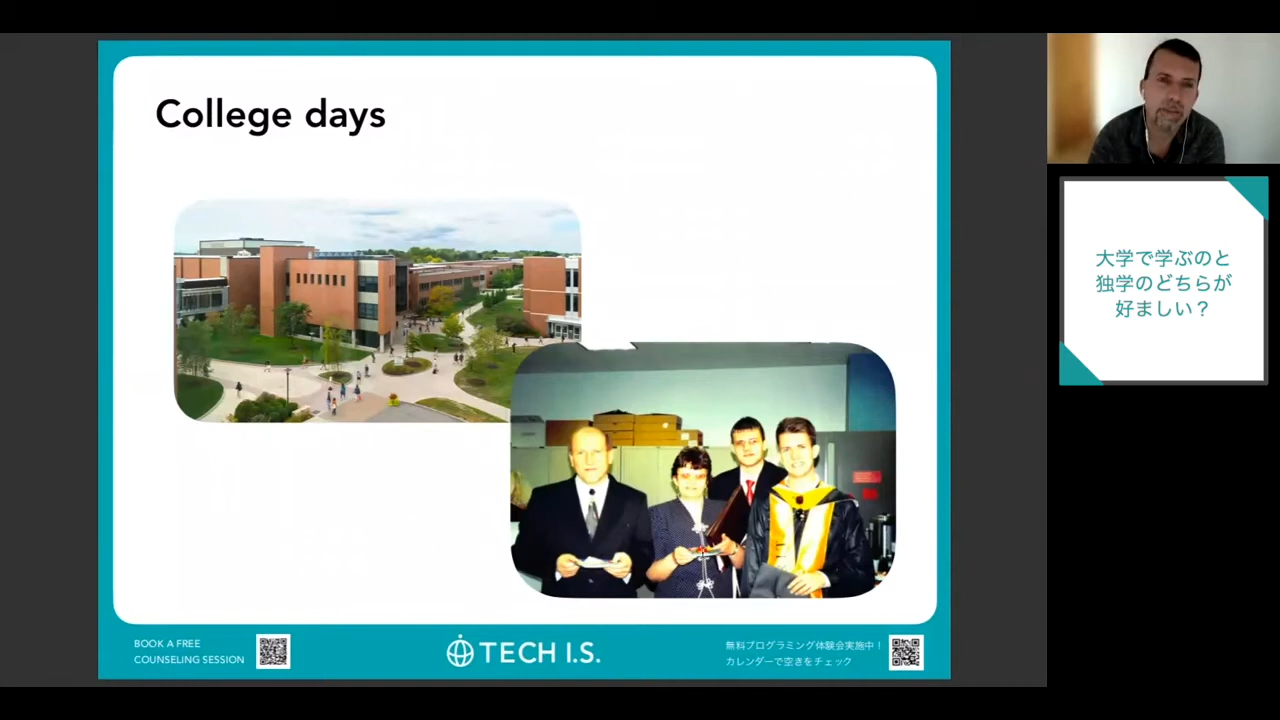 College days
大学で学ぶのと
独学のどちらが
好ましい？
BOOK A FREE
COUNSELING SESSION
TECH I.S.
無料プログラミング体験会実施中！
カレンダーで空きをチェック